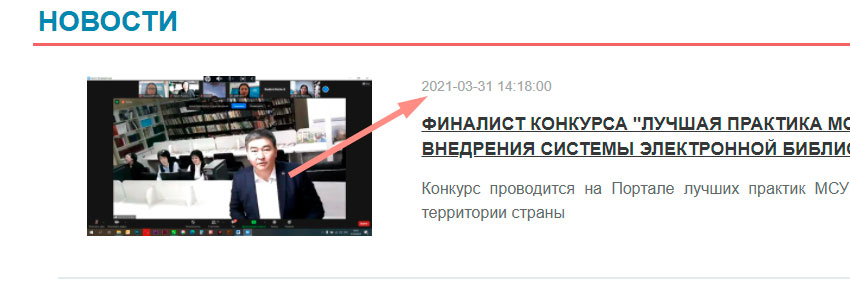 НОВОСТИ
2021-03-31 14:18:00
ФИНАЛИСТ КОНКУРСА "ЛУЧШАЯ ПРАКТИКА МС
ВНЕДРЕНИЯ СИСТЕМЫ ЭЛЕКТРОННОЙ БИБЛИО
Конкурс проводится на Портале лучших практик МСУ
территории страны